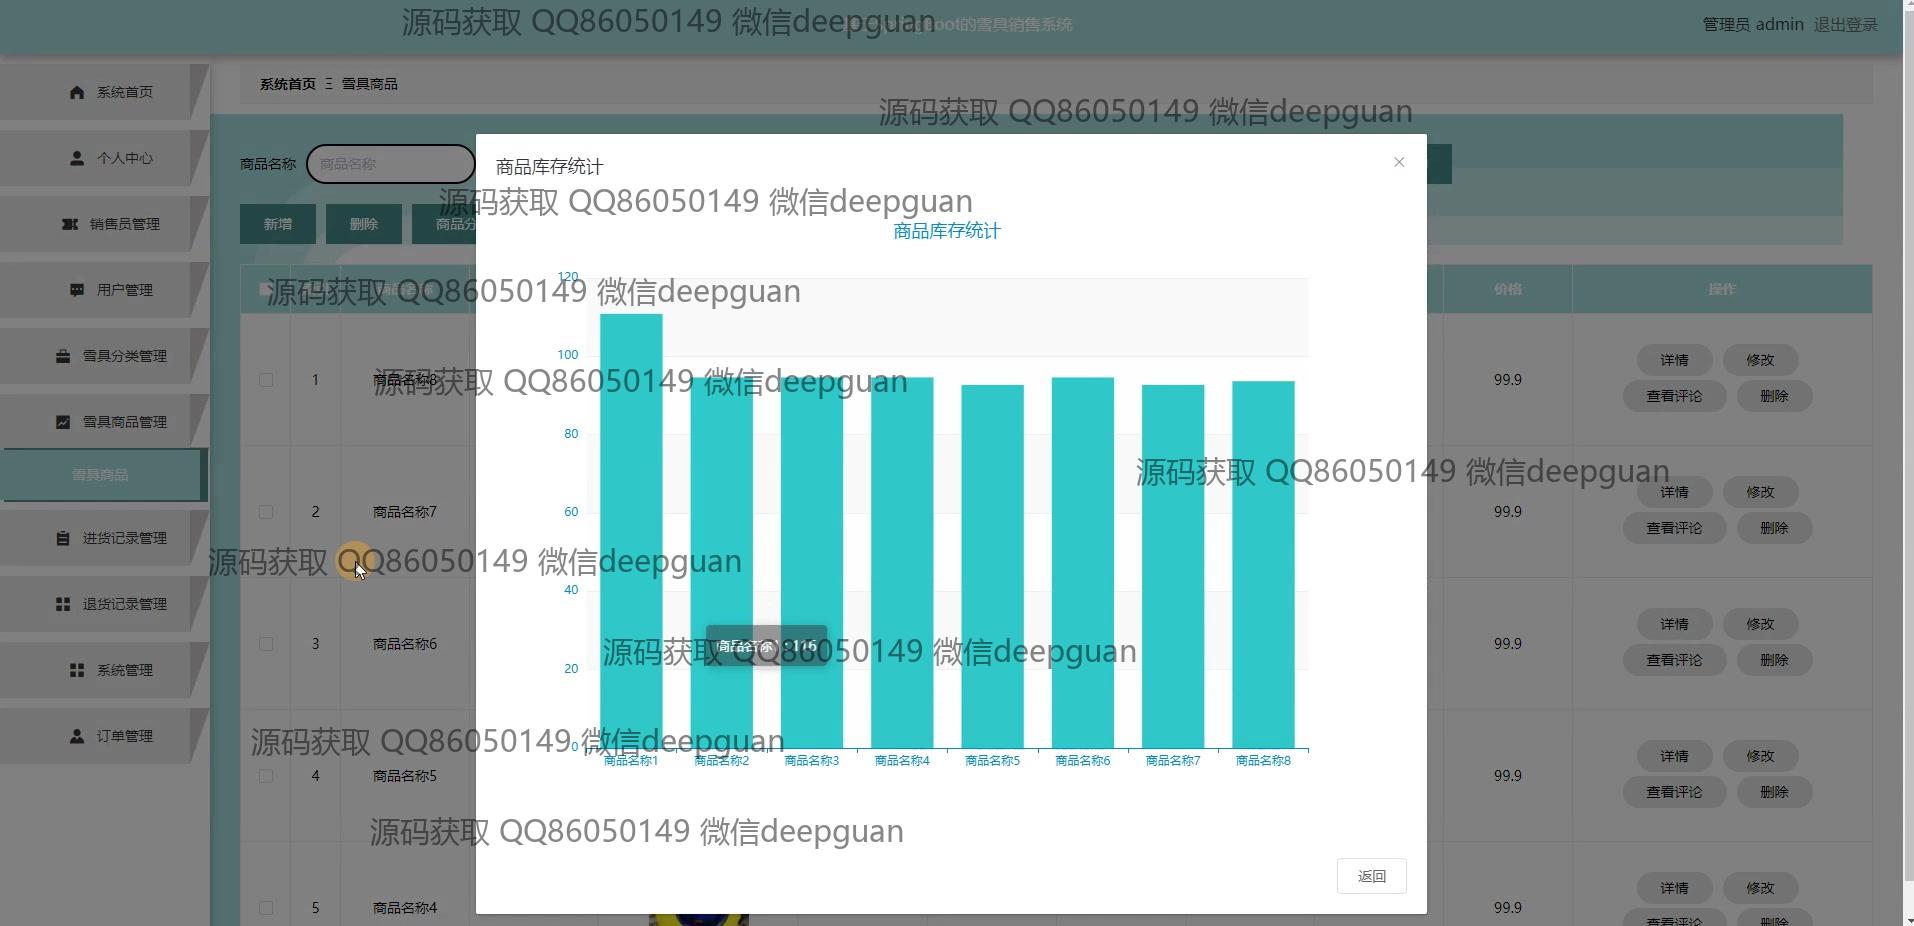 源码获取 QQ86050149 微信deepguan
的雪具销售系统
管理员 admin 退出登录
系统首页
个人中心
销售员管理
用户管理
雪具分类管理
雪具商品管理
雪具商品
进货记录管理
退货记录管理
系统管理
订单管理
系统首页 Ξ 雪具商品
源码获取 QQ86050149 微信deepguan
商品名称 商品名称
新增 删除 商品分
商品库存统计
源码获取 QQ86050149 微信deepguan
商品库存统计
源码获取 QQ86050149 微信deepguan
价格 操作
120
100
80
60
40
20
0
商品名称1 商品名称2 商品名称3 商品名称4 商品名称5 商品名称6 商品名称7 商品名称8
源码获取 QQ86050149 微信deepguan
1 商品名称8 99.9 详情 修改
查看评论 删除
源码获取 QQ86050149 微信deepguan
2 商品名称7 99.9 详情 修改
查看评论 删除
源码获取 QQ86050149 微信deepguan
3 商品名称6 99.9 详情 修改
查看评论 删除
源码获取 QQ86050149 微信deepguan
源码获取 QQ86050149 微信deepguan
4 商品名称5 99.9 详情 修改
查看评论 删除
源码获取 QQ86050149 微信deepguan
返回
5 商品名称4 99.9 详情 修改
查看评论 删除